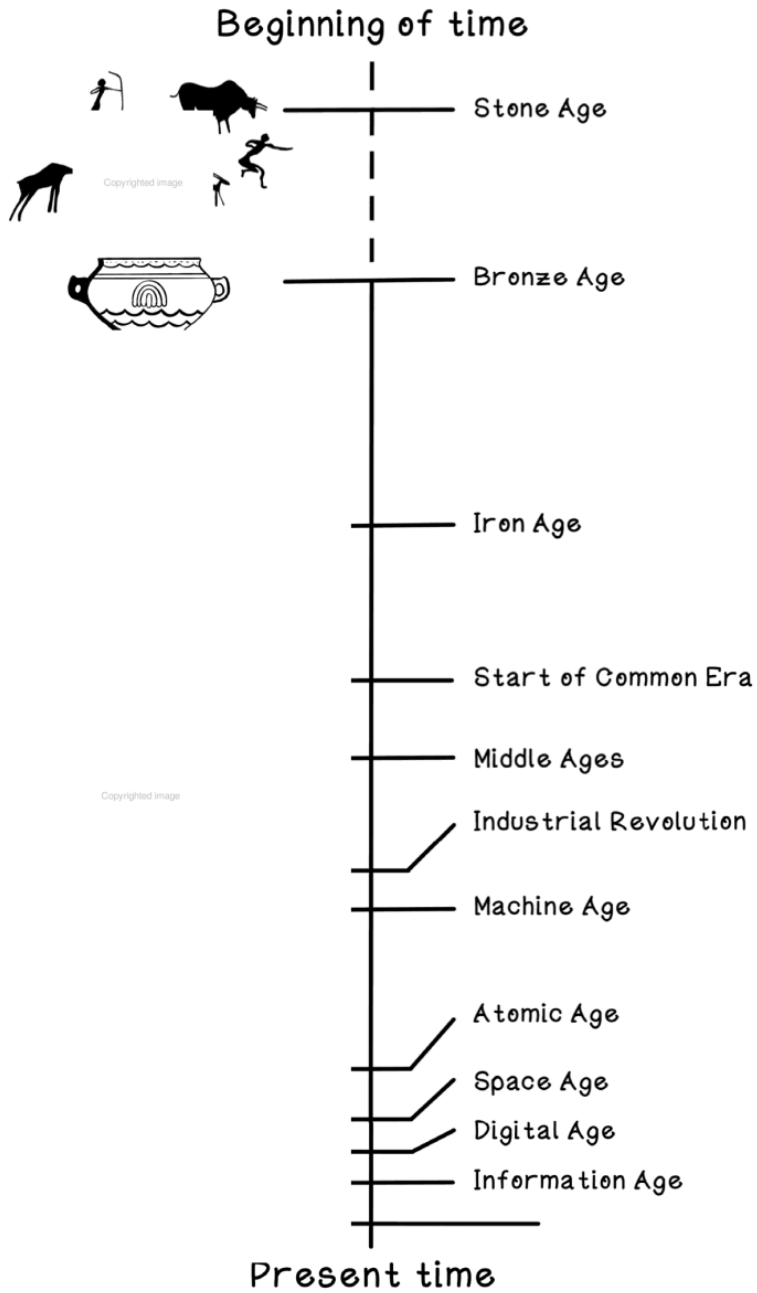 Beginning of time
Stone Age
Copyrighted image
Bronze Age
Iron Age
Start of Common Era
Middle Ages
Copyrighted image
Industrial Revolution
Machine Age
Atomic Age
Space Age
Digital Age
Information Age
Present time